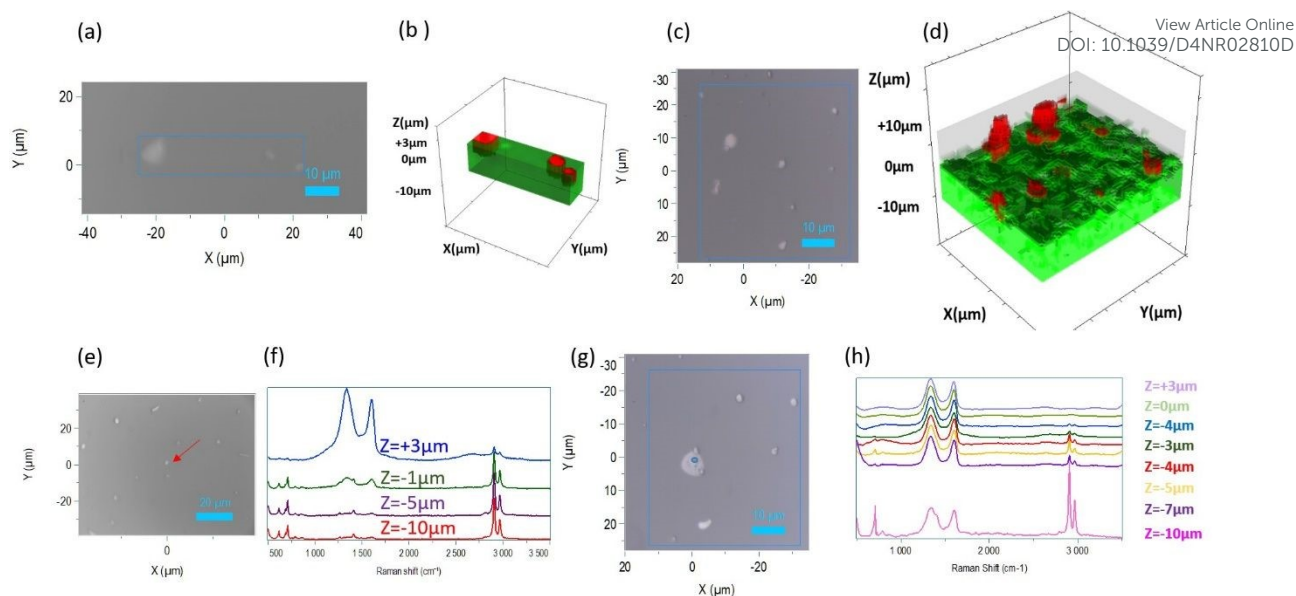 View Article Online
DOI: 10.1039/D4NR02810D
(a)
20
0
Y (µm)
10 µm
-40
-20
0
20
40
X (µm)
(b )
Z(µm)
+3µm
0µm
-10µm
X(µm)
Y(µm)
(c)
-30
-20
-10
0
10
20
Y (µm)
10 µm
20
0
-20
X (µm)
(d)
Z(µm)
+10µm
0µm
-10µm
X(µm)
Y(µm)
(e)
20
0
-20
Y (µm)
20 µm
0
X (µm)
(f)
Z=+3µm
Z=-1µm
Z=-5µm
Z=-10µm
500
1 000
1 500
2 000
2 500
3 000
3 500
Raman shift (cm⁻¹)
(g)
-30
-20
-10
0
10
20
Y (µm)
10 µm
20
0
-20
X (µm)
(h)
Z=+3µm
Z=0µm
Z=-4µm
Z=-3µm
Z=-4µm
Z=-5µm
Z=-7µm
Z=-10µm
1 000
2 000
3 000
Raman Shift (cm-1)